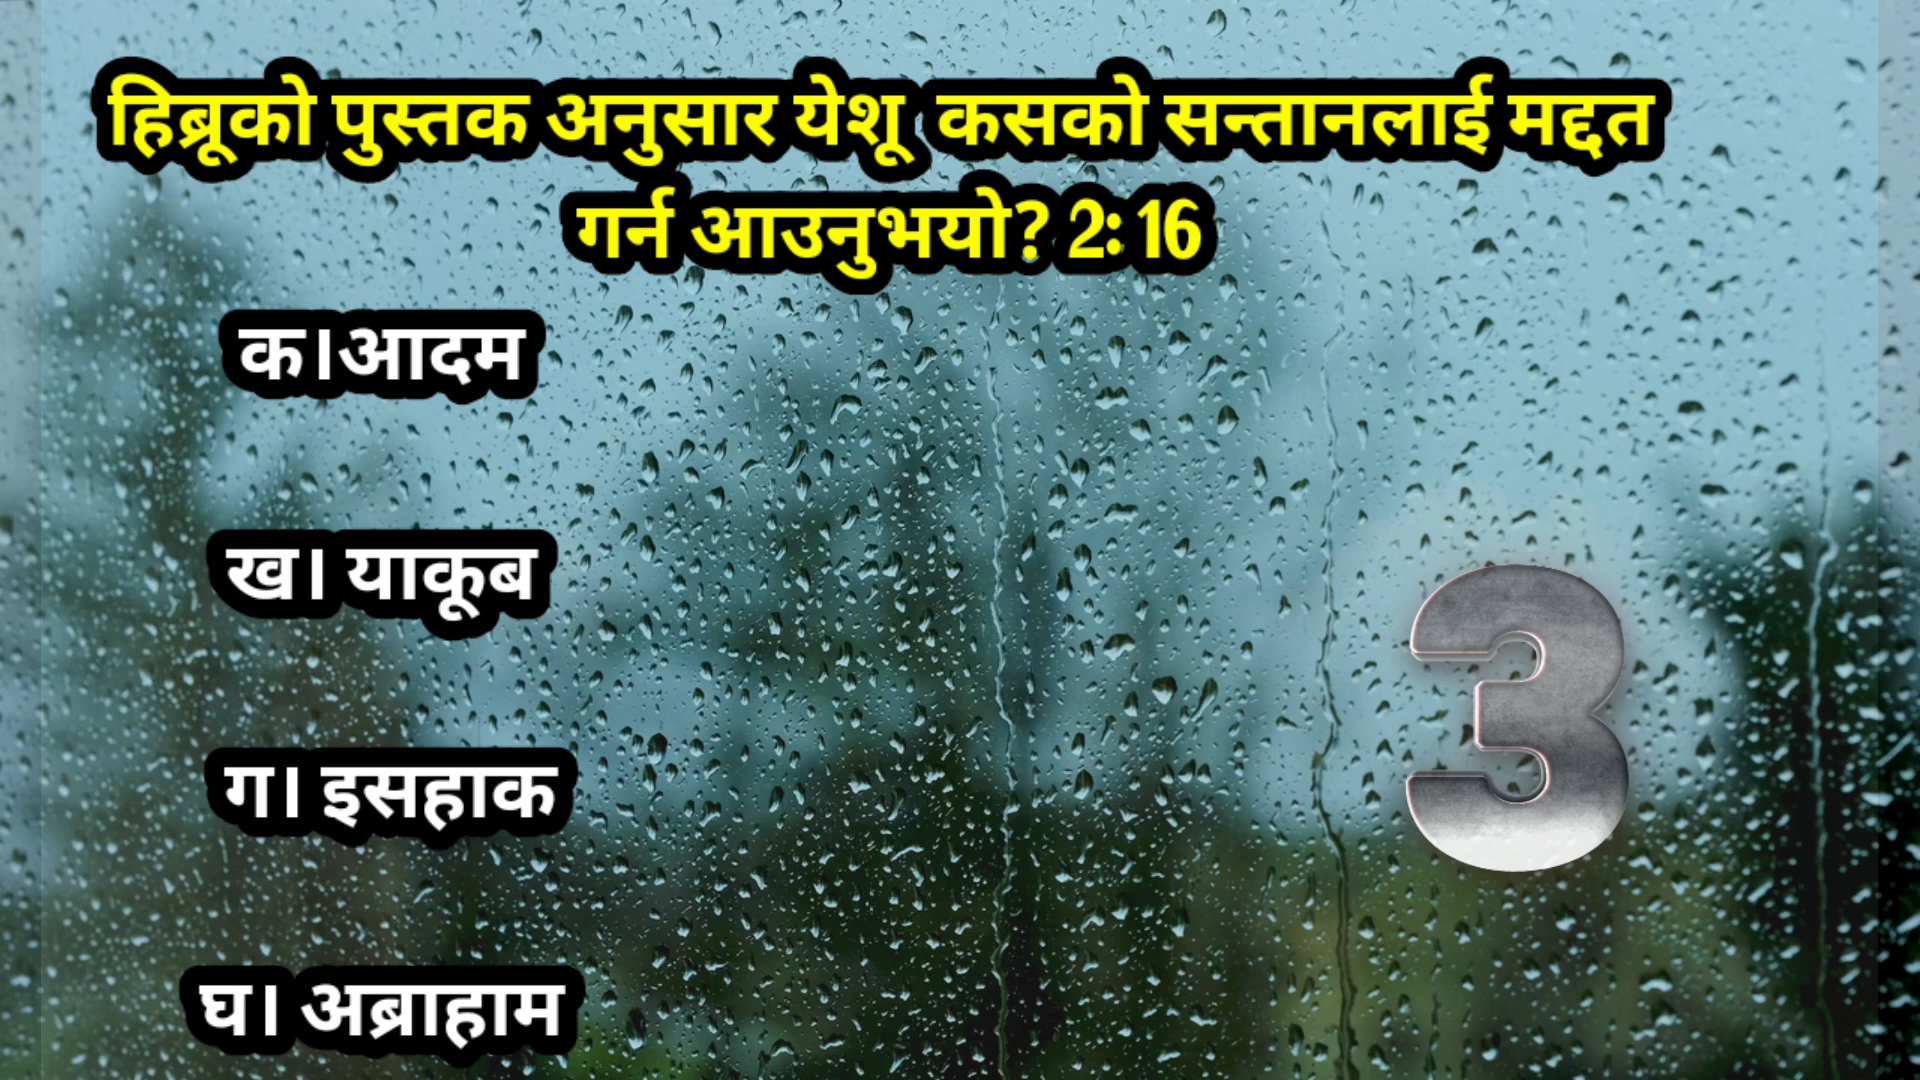 हिब्रूको पुस्तक अनुसार येशू कसको सन्तानलाई मद्दत
गर्न आउनुभयो? 2: 16
क।आदम
ख। याकूब
ग। इसहाक
घ। अब्राहाम
3